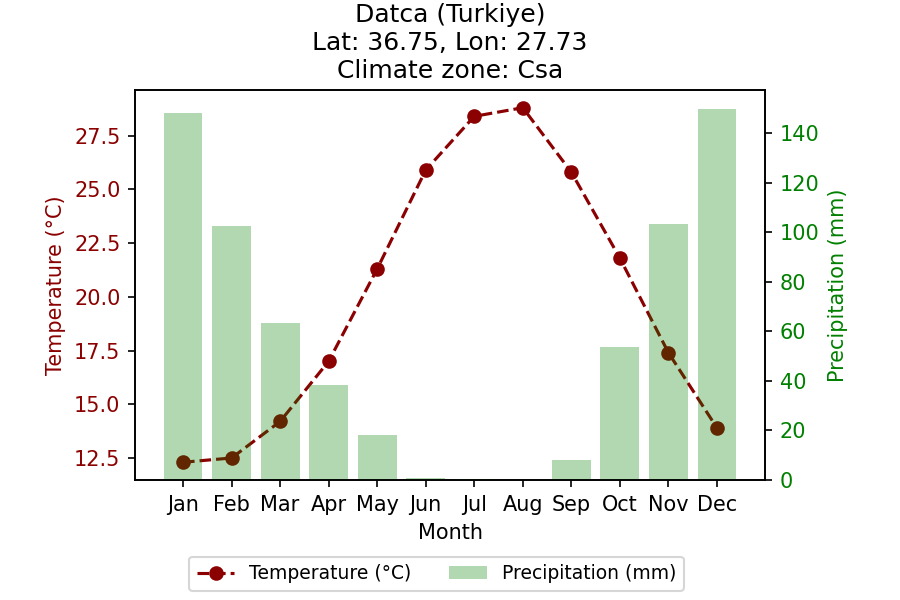 Datca (Turkiye)
Lat: 36.75, Lon: 27.73
Climate zone: Csa
Temperature (°C)
27.5
25.0
22.5
20.0
17.5
15.0
12.5
140
120
100
80
60
40
20
0
Precipitation (mm)
Jan Feb Mar Apr May Jun Jul Aug Sep Oct Nov Dec
Month
Temperature (°C) Precipitation (mm)